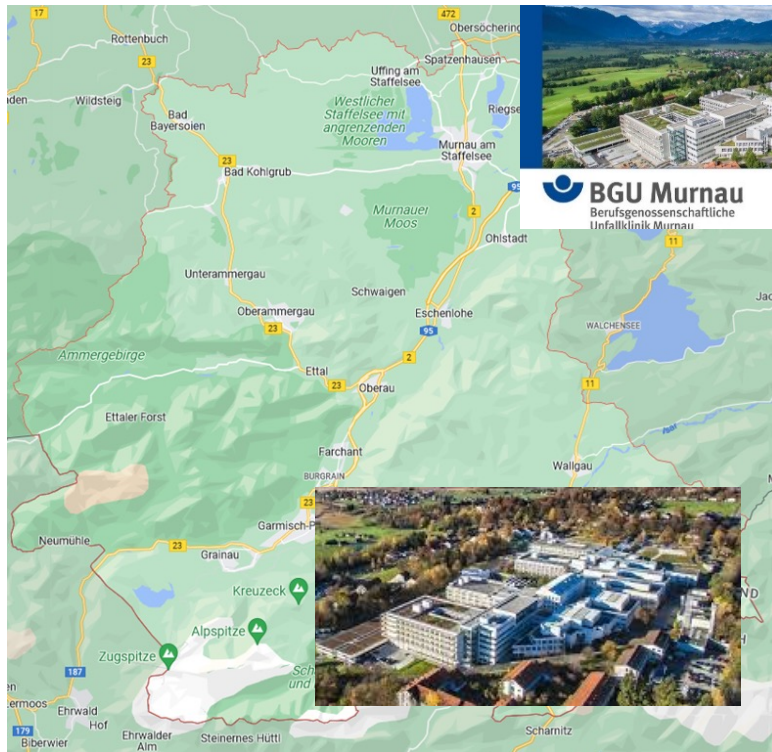 17
472
Rottenbuch
Obersöchering
23
Spatzenhausen
Uffing am
Staffelsee
Wildsteig
Westlicher
Staffelsee mit
angrenzenden
Mooren
Riegse
Bad
Bayersoien
Murnau am
Staffelsee
23
Bad Kohlgrub
95
BGU Murnau
Berufsgenossenschaftliche
Unfallklinik Murnau
Murnauer
Moos
2
Ohlstadt
11
Unterammergau
Schwaigen
Oberammergau
Eschenlohe
WALCHENSEE
23
95
Ammergebirge
2
Ettal
23
Oberau
11
Ettaler Forst
Isar
Farchant
Wallgau
BURGRAIN
23
Garmisch-P
Neumühle
23
Grainau
Kreuzeck
Alpspitze
Zugspitze
187
Ehrwald
Hof
179
Biberwier
Ehrwalder
Alm
Steinernes Hüttl
Scharnitz